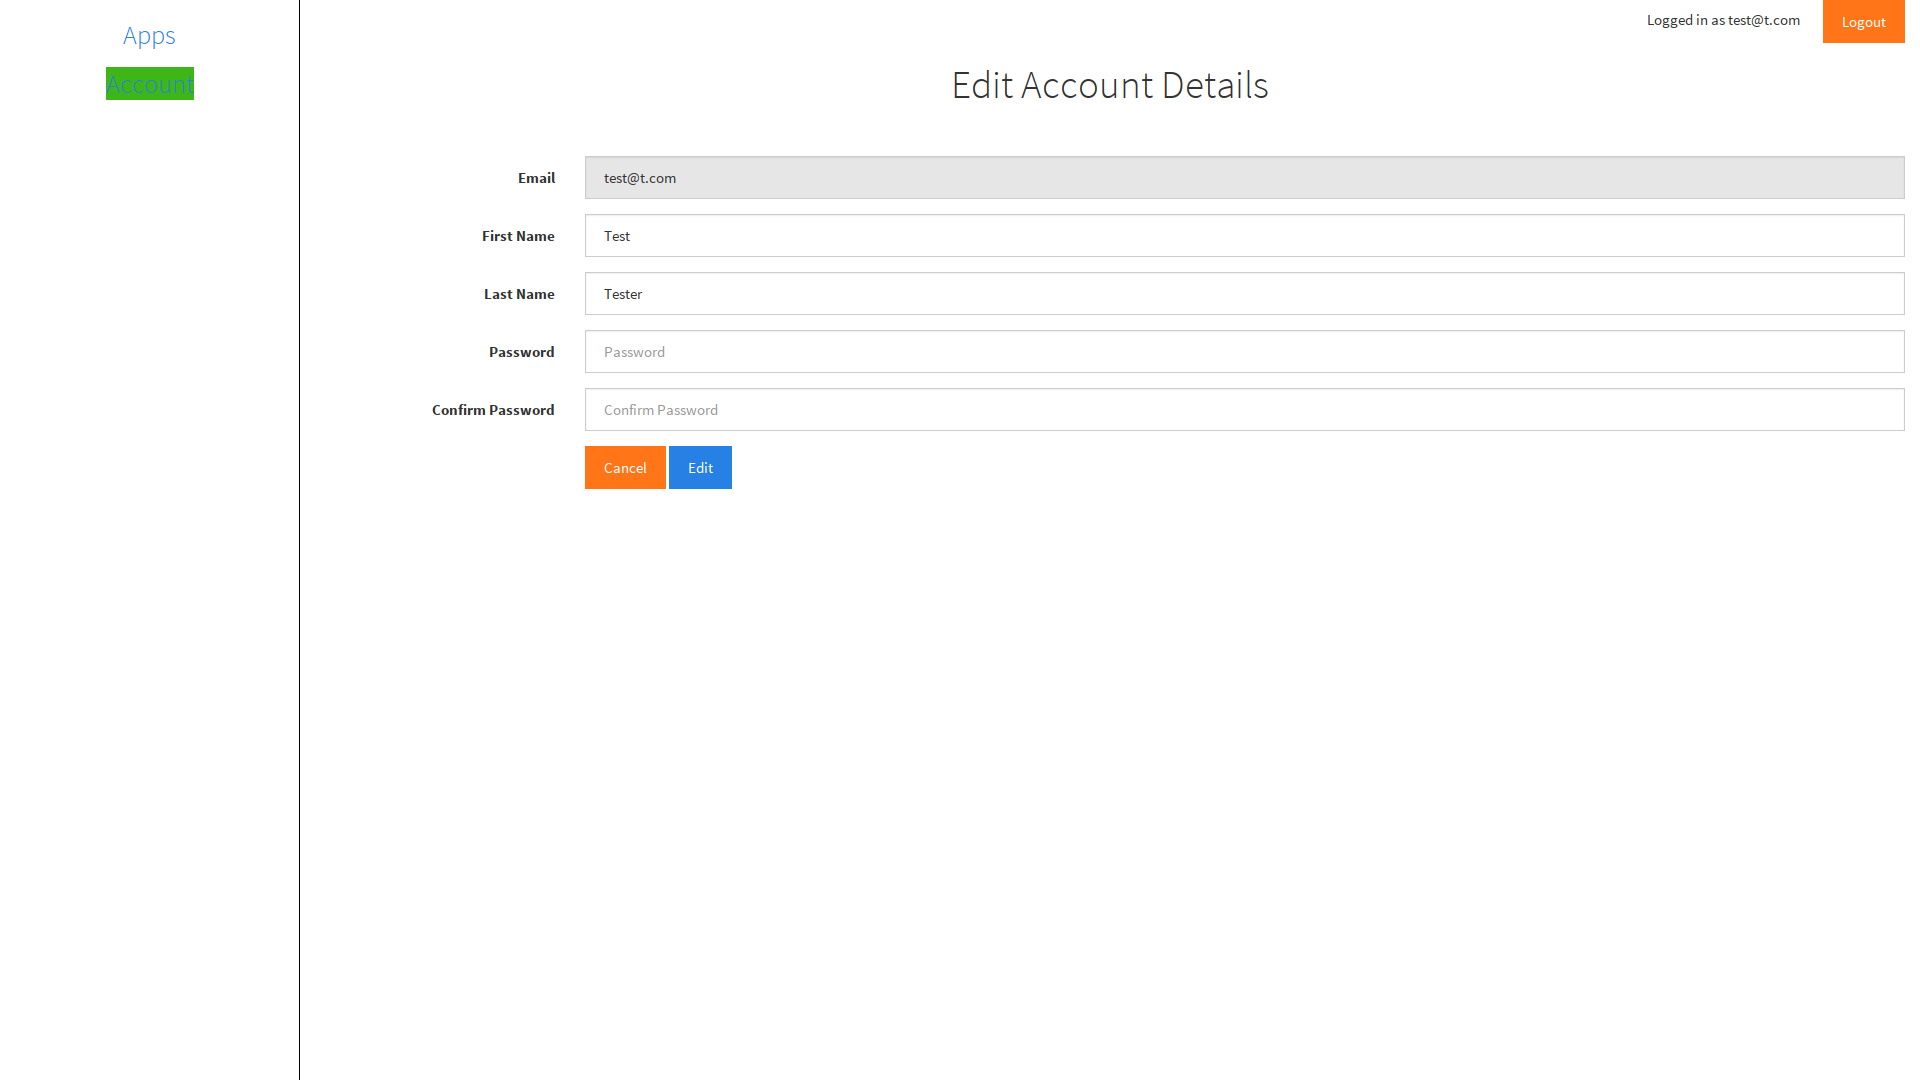 Apps
Account
Logged in as test@t.com
Logout
Edit Account Details
Email
test@t.com
First Name
Test
Last Name
Tester
Password
Password
Confirm Password
Confirm Password
Cancel
Edit